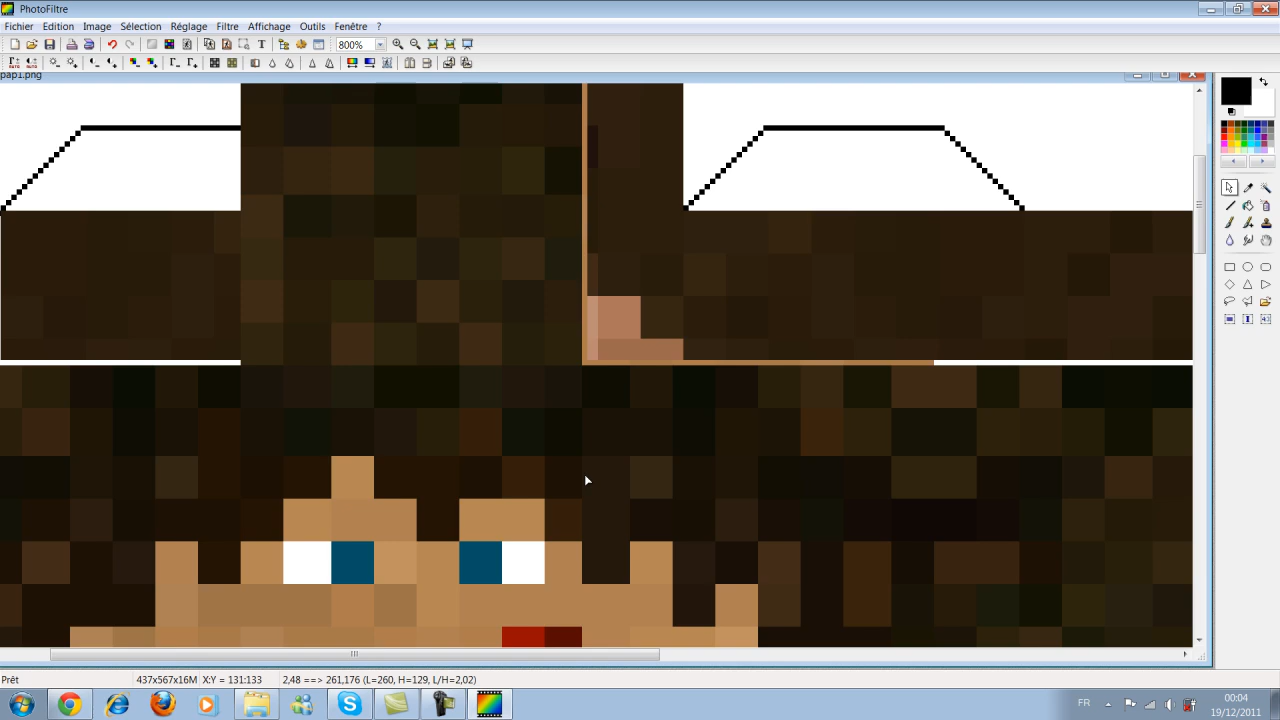 PhotoFiltre
Fichier Edition Image Sélection Réglage Filtre Affichage Outils Fenêtre ?
800%
pap1.png
Prêt 437x567x16M X:Y = 131:133 2,48 ==> 261,176 (L=260, H=129, L/H=2,02)
FR 00:04
19/12/2011